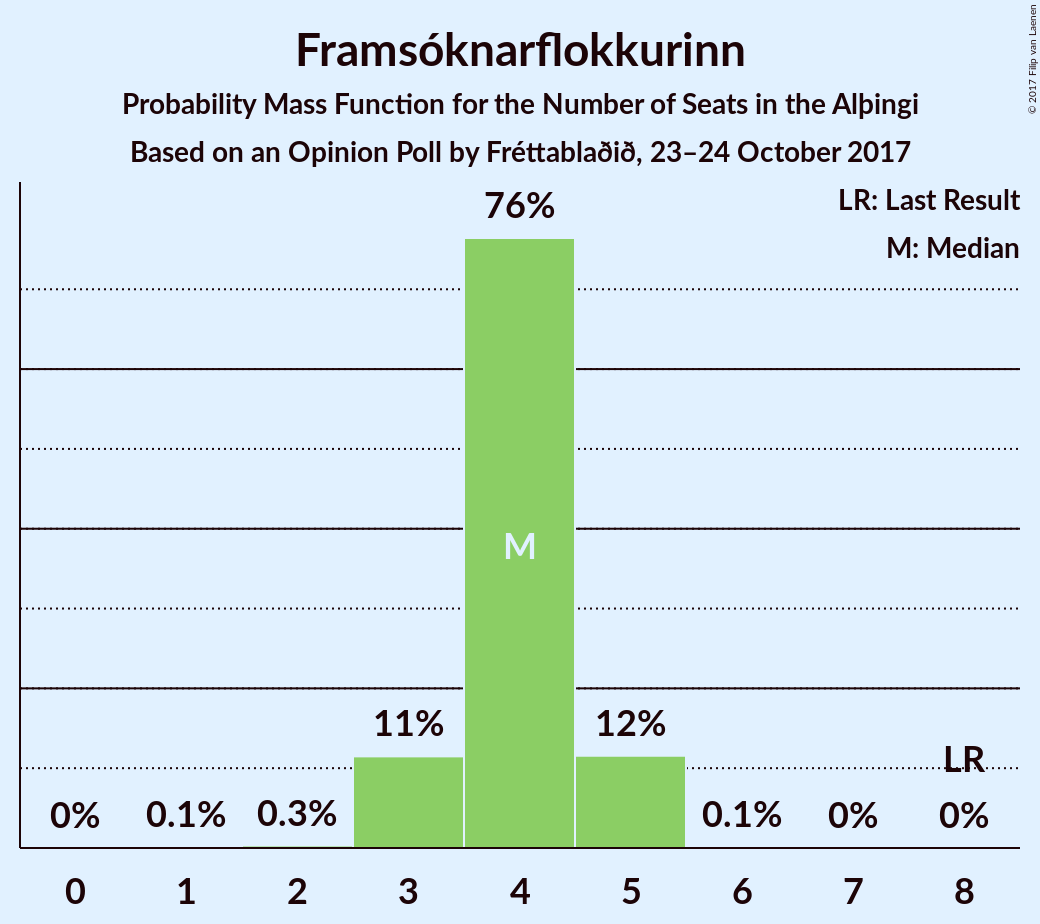 Framsóknarflokkurinn
Probability Mass Function for the Number of Seats in the Alþingi
Based on an Opinion Poll by Fréttablaðið, 23–24 October 2017
© 2017 Filip van Laenen
LR: Last Result
M: Median
76%
M
11%
12%
LR
0%
0.1%
0.3%
0.1%
0%
0%
0 1 2 3 4 5 6 7 8